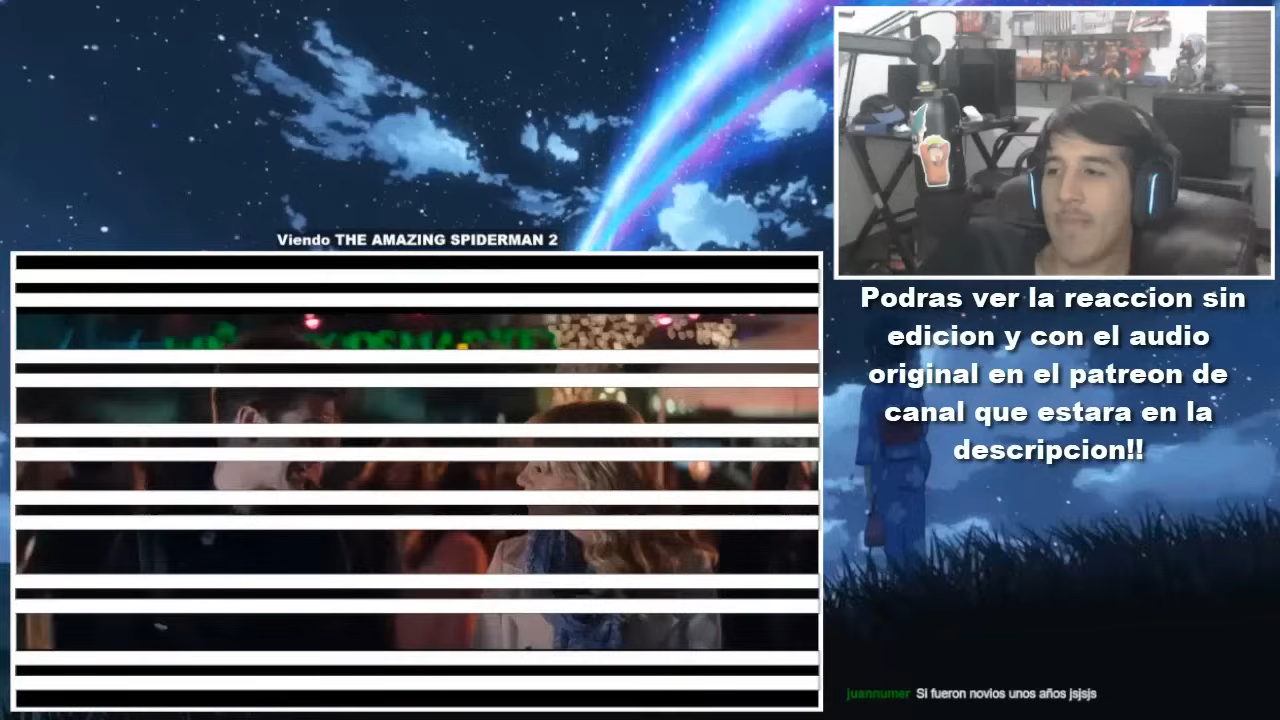 Viendo THE AMAZING SPIDERMAN 2
Podras ver la reaccion sin
edicion y con el audio
original en el patreon de
canal que estara en la
descripcion!!
juannumer Si fueron novios unos años jsjsjs